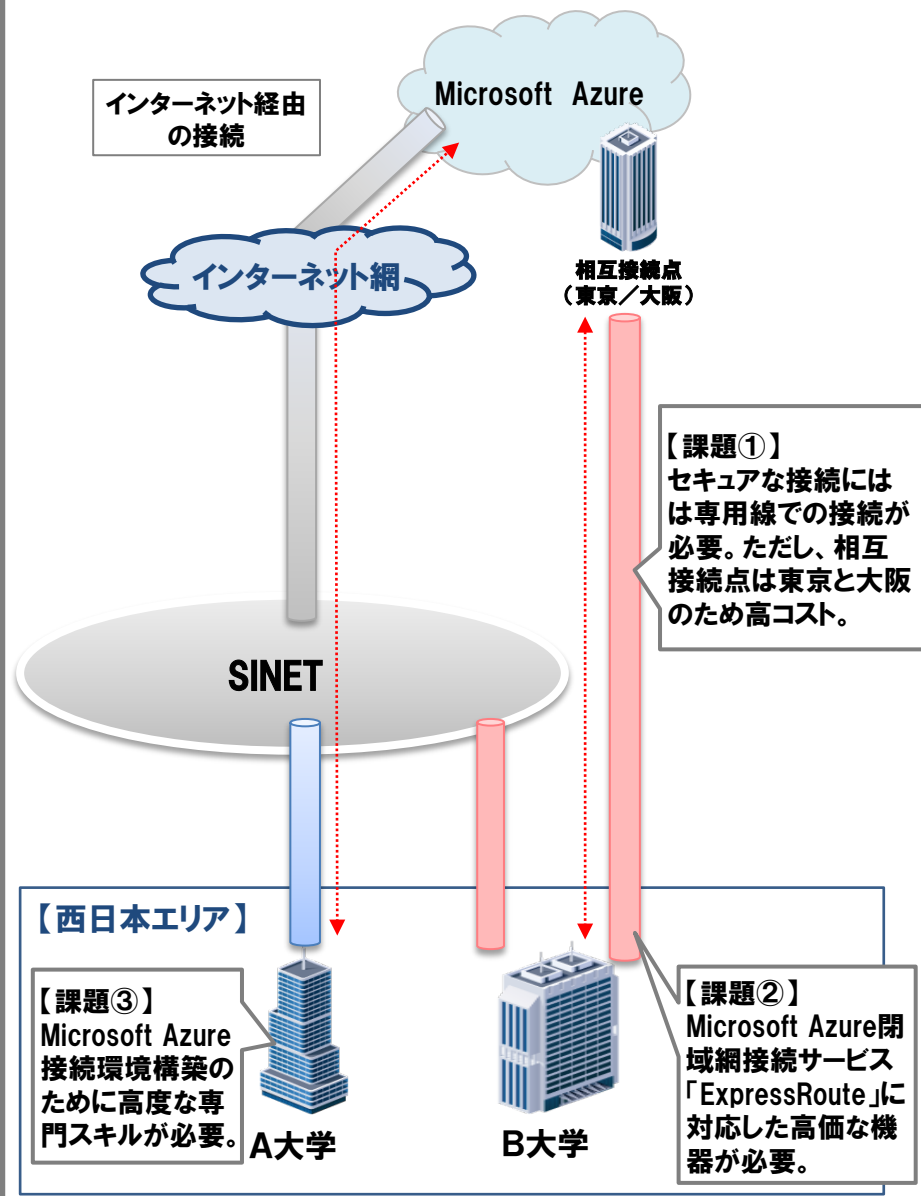 インターネット経由
の接続
Microsoft Azure
インターネット網
相互接続点
（東京／大阪）
【課題①】
セキュアな接続には
は専用線での接続が
必要。ただし、相互
接続点は東京と大阪
のため高コスト。
SINET
【西日本エリア】
【課題③】
Microsoft Azure
接続環境構築の
ために高度な専
門スキルが必要。
A大学
B大学
【課題②】
Microsoft Azure閉
域網接続サービス
「ExpressRoute」に
対応した高価な機
器が必要。